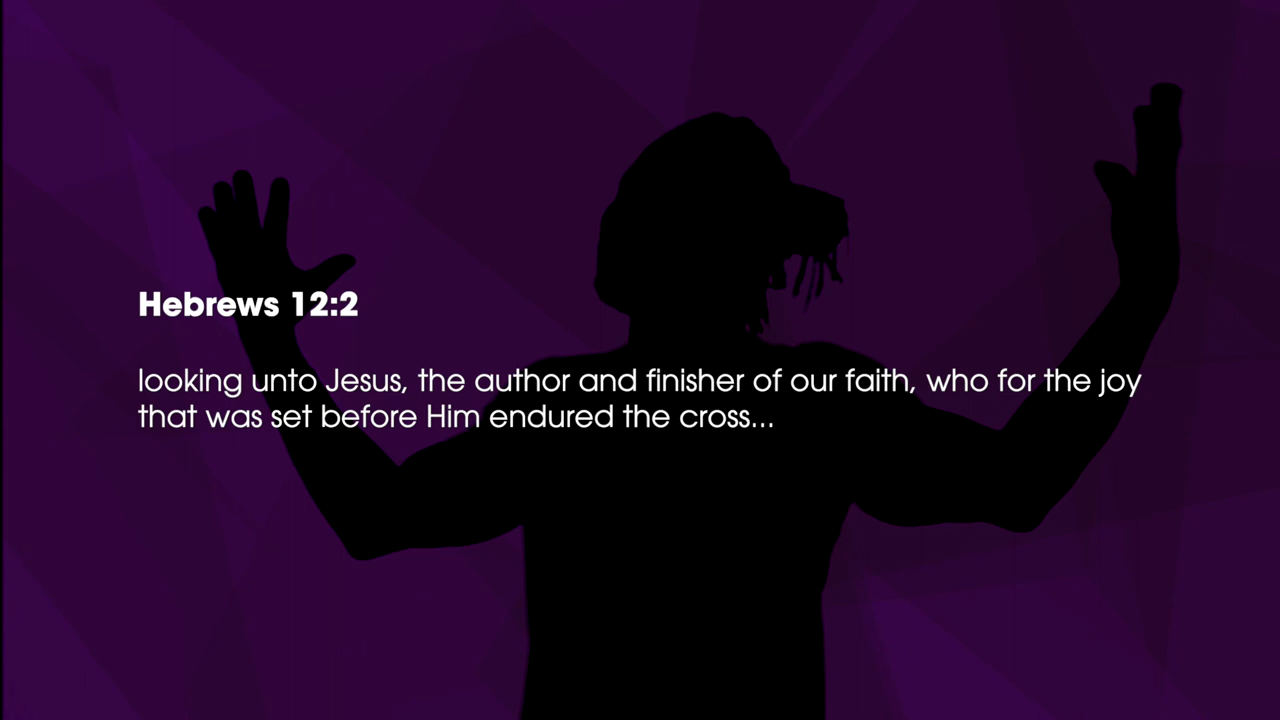 Hebrews 12:2
looking unto Jesus, the author and finisher of our faith, who for the joy
that was set before Him endured the cross...